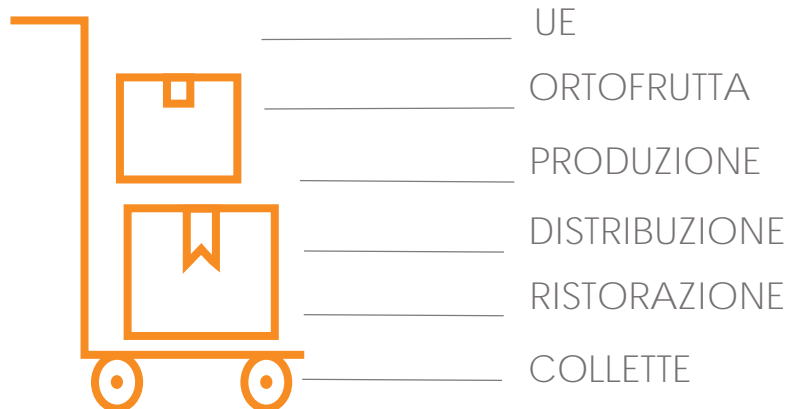 UE
ORTOFRUTTA
PRODUZIONE
DISTRIBUZIONE
RISTORAZIONE
COLLETTE